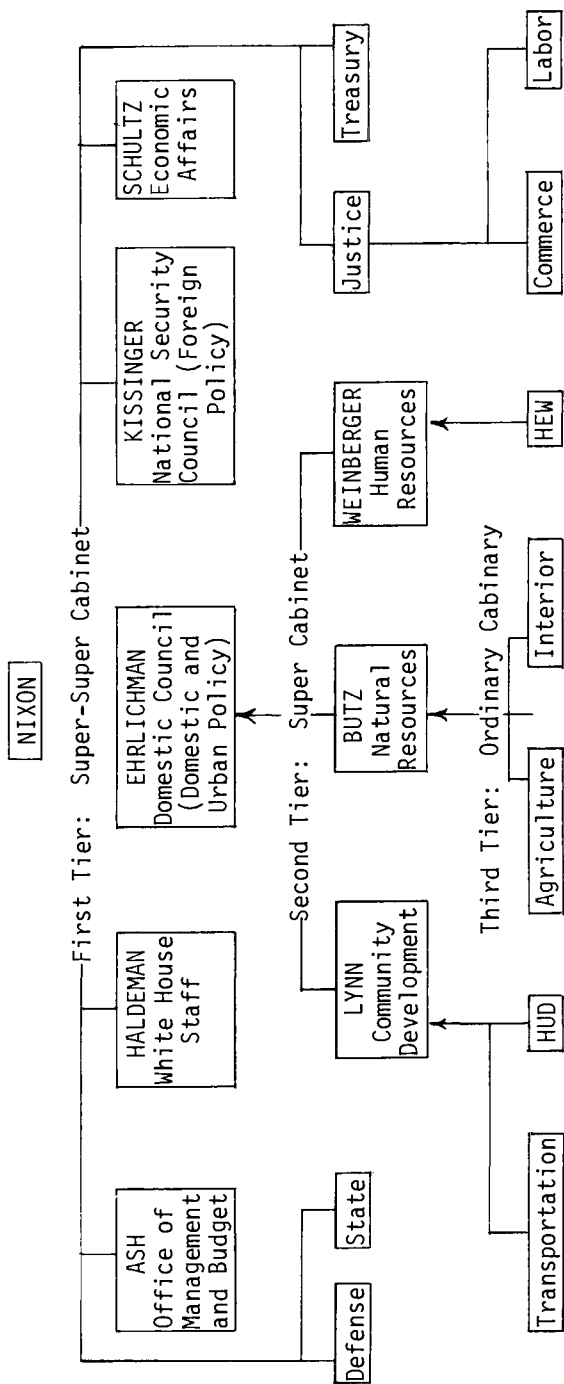 NIXON
First Tier: Super-Super Cabinet
ASH
Office of
Management
and Budget
HALDEMAN
White House
Staff
EHRLICHMAN
Domestic Council
(Domestic and
Urban Policy)
KISSINGER
National Security
Council (Foreign
Policy)
SCHULTZ
Economic
Affairs
Second Tier: Super Cabinet
Defense
State
LYNN
Community
Development
BUTZ
Natural
Resources
WEINBERGER
Human
Resources
Justice
Treasury
Third Tier: Ordinary Cabinary
Transportation
HUD
Agriculture
Interior
HEW
Commerce
Labor